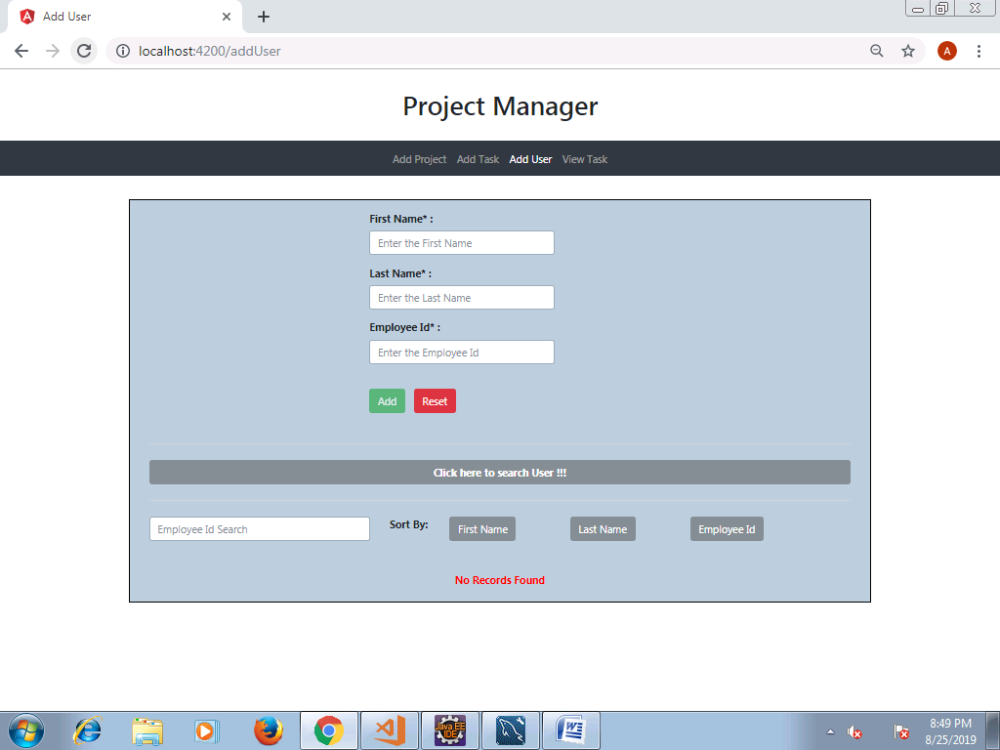 Add User
localhost:4200/addUser
A
Project Manager
Add Project Add Task Add User View Task
First Name* :
Enter the First Name
Last Name* :
Enter the Last Name
Employee Id* :
Enter the Employee Id
Add Reset
Click here to search User !!!
Employee Id Search Sort By: First Name Last Name Employee Id
No Records Found
Java EE
IDE
8:49 PM
8/25/2019